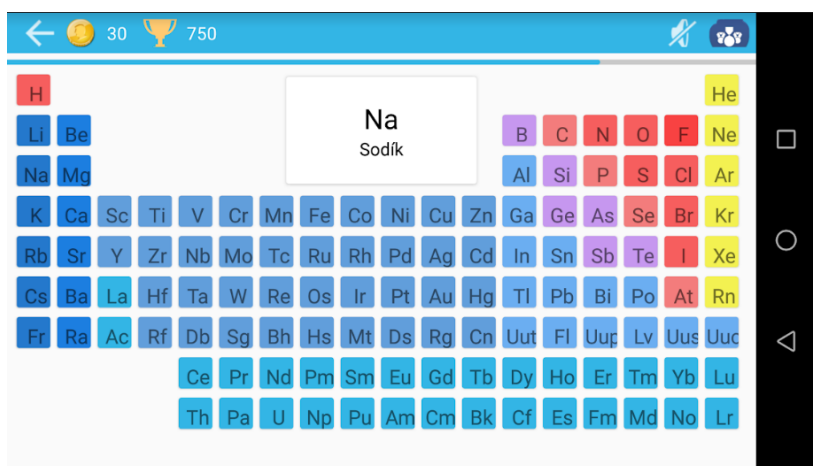 30 750
H He
Na
Sodík
Li Be B C N O F Ne
Na Mg Al Si P S Cl Ar
K Ca Sc Ti V Cr Mn Fe Co Ni Cu Zn Ga Ge As Se Br Kr
Rb Sr Y Zr Nb Mo Tc Ru Rh Pd Ag Cd In Sn Sb Te I Xe
Cs Ba La Hf Ta W Re Os Ir Pt Au Hg Tl Pb Bi Po At Rn
Fr Ra Ac Rf Db Sg Bh Hs Mt Ds Rg Cn Uut Fl Uup Lv Uus Uuo
Ce Pr Nd Pm Sm Eu Gd Tb Dy Ho Er Tm Yb Lu
Th Pa U Np Pu Am Cm Bk Cf Es Fm Md No Lr